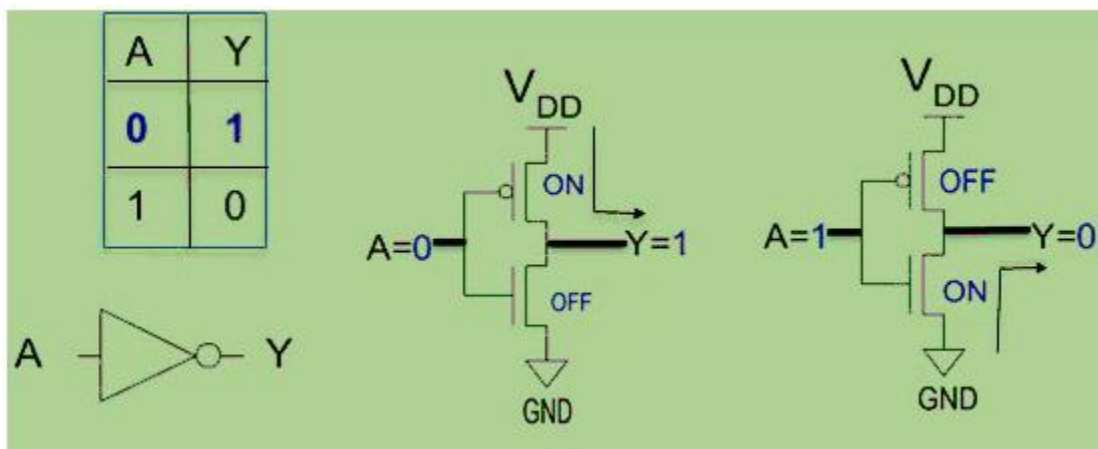 A Y
0 1
1 0
A Y
V DD
ON
A=0 Y=1
OFF
GND
V DD
OFF
A=1 Y=0
ON
GND